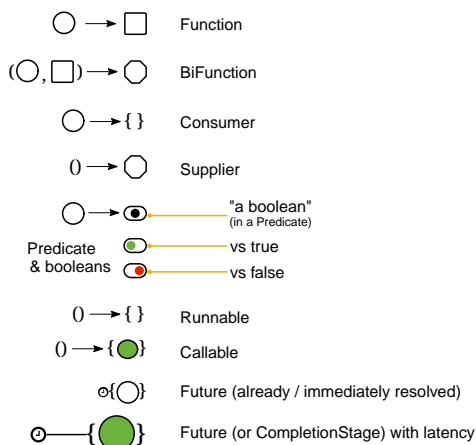 Function
( , ) BiFunction
{ } Consumer
() Supplier
"a boolean"
(in a Predicate)
Predicate
& booleans
vs true
vs false
() { } Runnable
() { } Callable
{ } Future (already / immediately resolved)
{ } Future (or CompletionStage) with latency